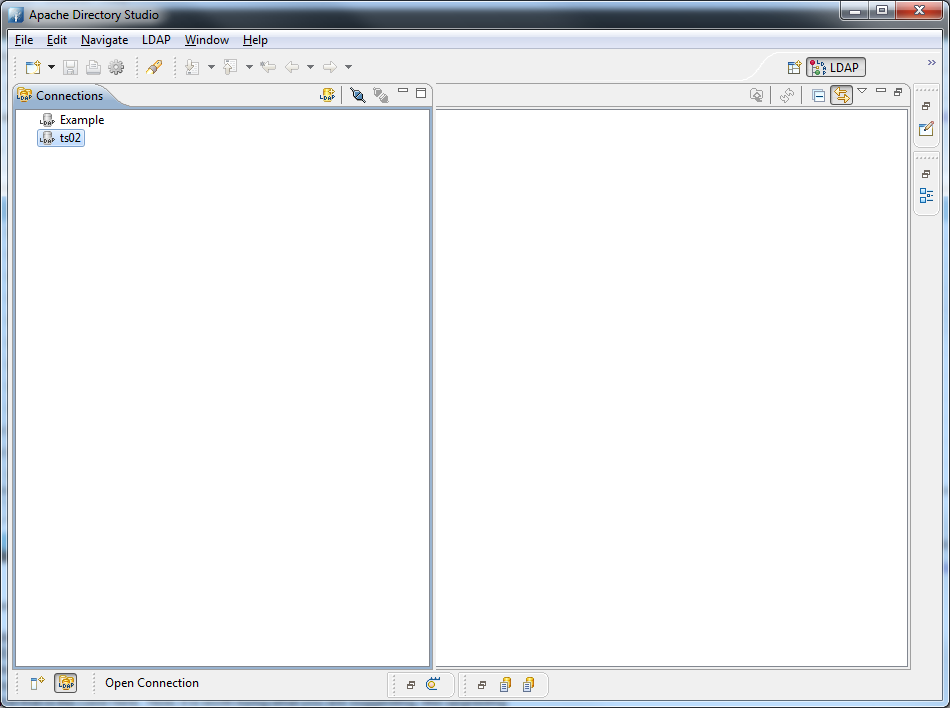 Apache Directory Studio
File Edit Navigate LDAP Window Help
LDAP
Connections
Example
ts02
Open Connection